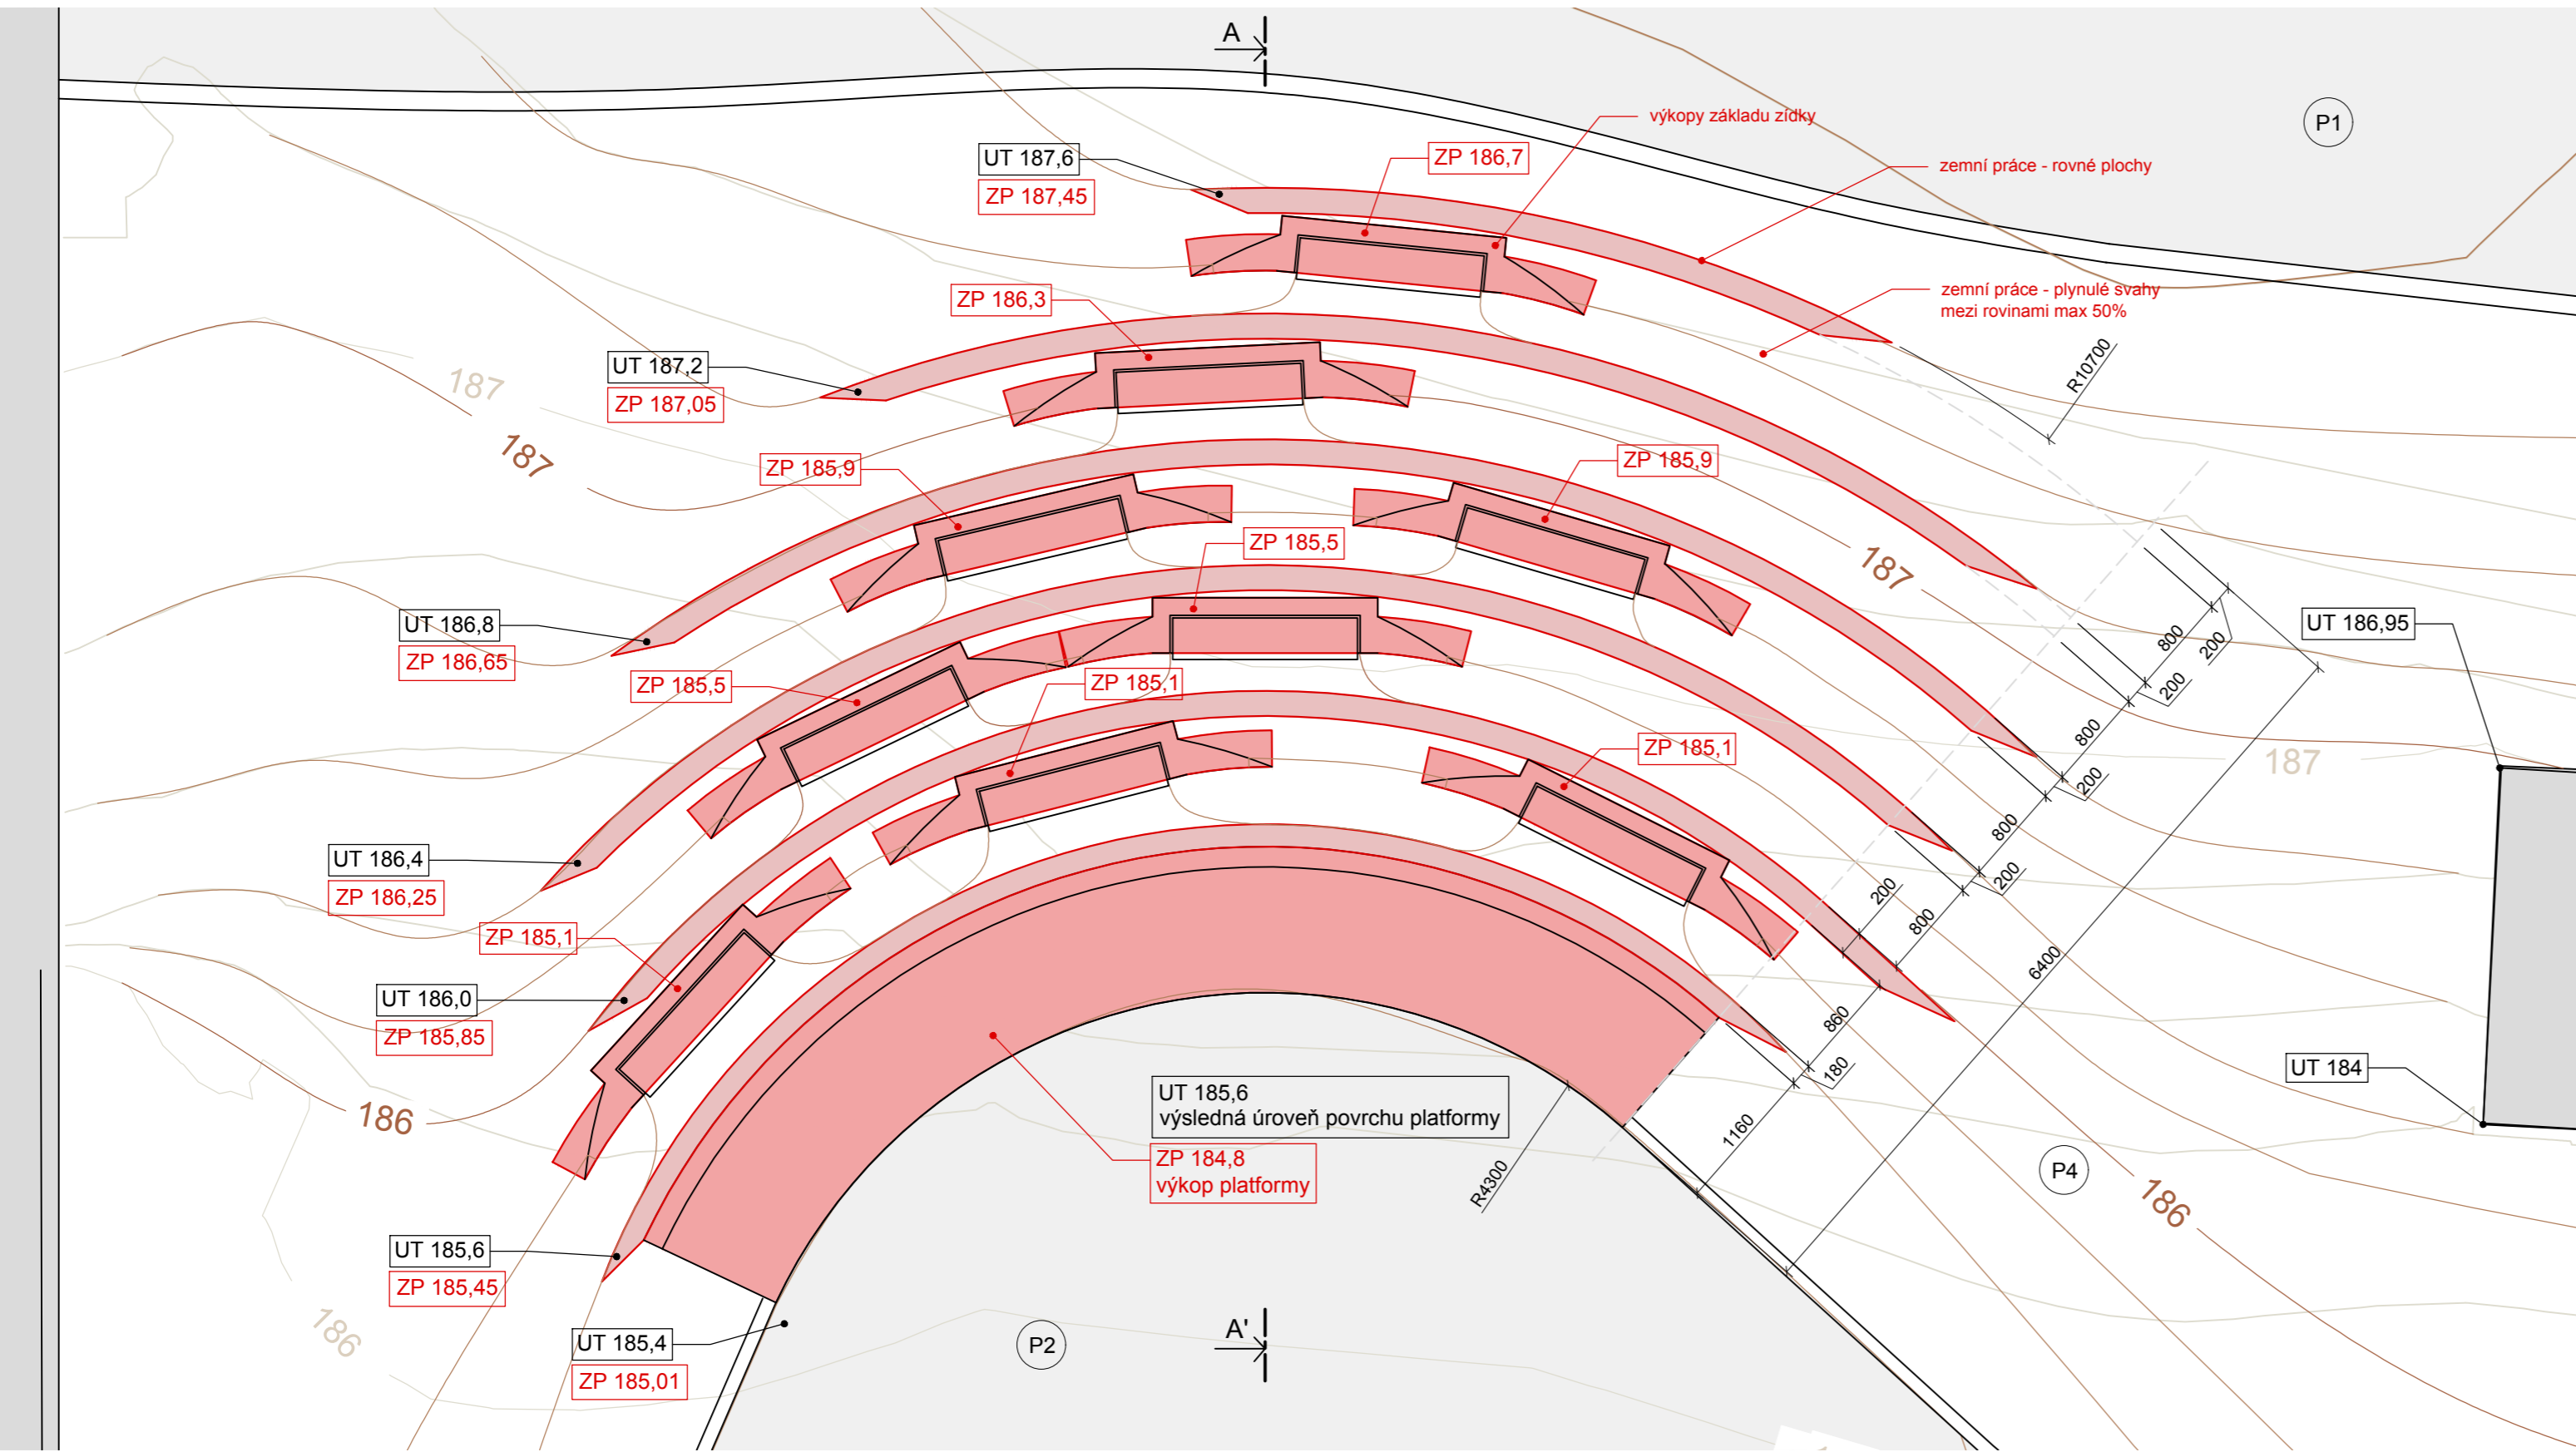 A
P1
výkopy základu zídky
UT 187,6
ZP 186,7
zemní práce - rovné plochy
ZP 187,45
zemní práce - plynulé svahy
mezi rovinami max 50%
ZP 186,3
R10700
UT 187,2
187
ZP 187,05
187
ZP 185,9
ZP 185,9
ZP 185,5
187
UT 186,8
ZP 186,65
800
200
UT 186,95
ZP 185,5
ZP 185,1
200
800
ZP 185,1
187
200
800
UT 186,4
ZP 186,25
200
200
800
ZP 185,1
6400
UT 186,0
ZP 185,85
860
180
UT 184
186
UT 185,6
výsledná úroveň povrchu platformy
1160
ZP 184,8
výkop platformy
R4300
P4
186
UT 185,6
ZP 185,45
186
UT 185,4
ZP 185,01
P2
A'